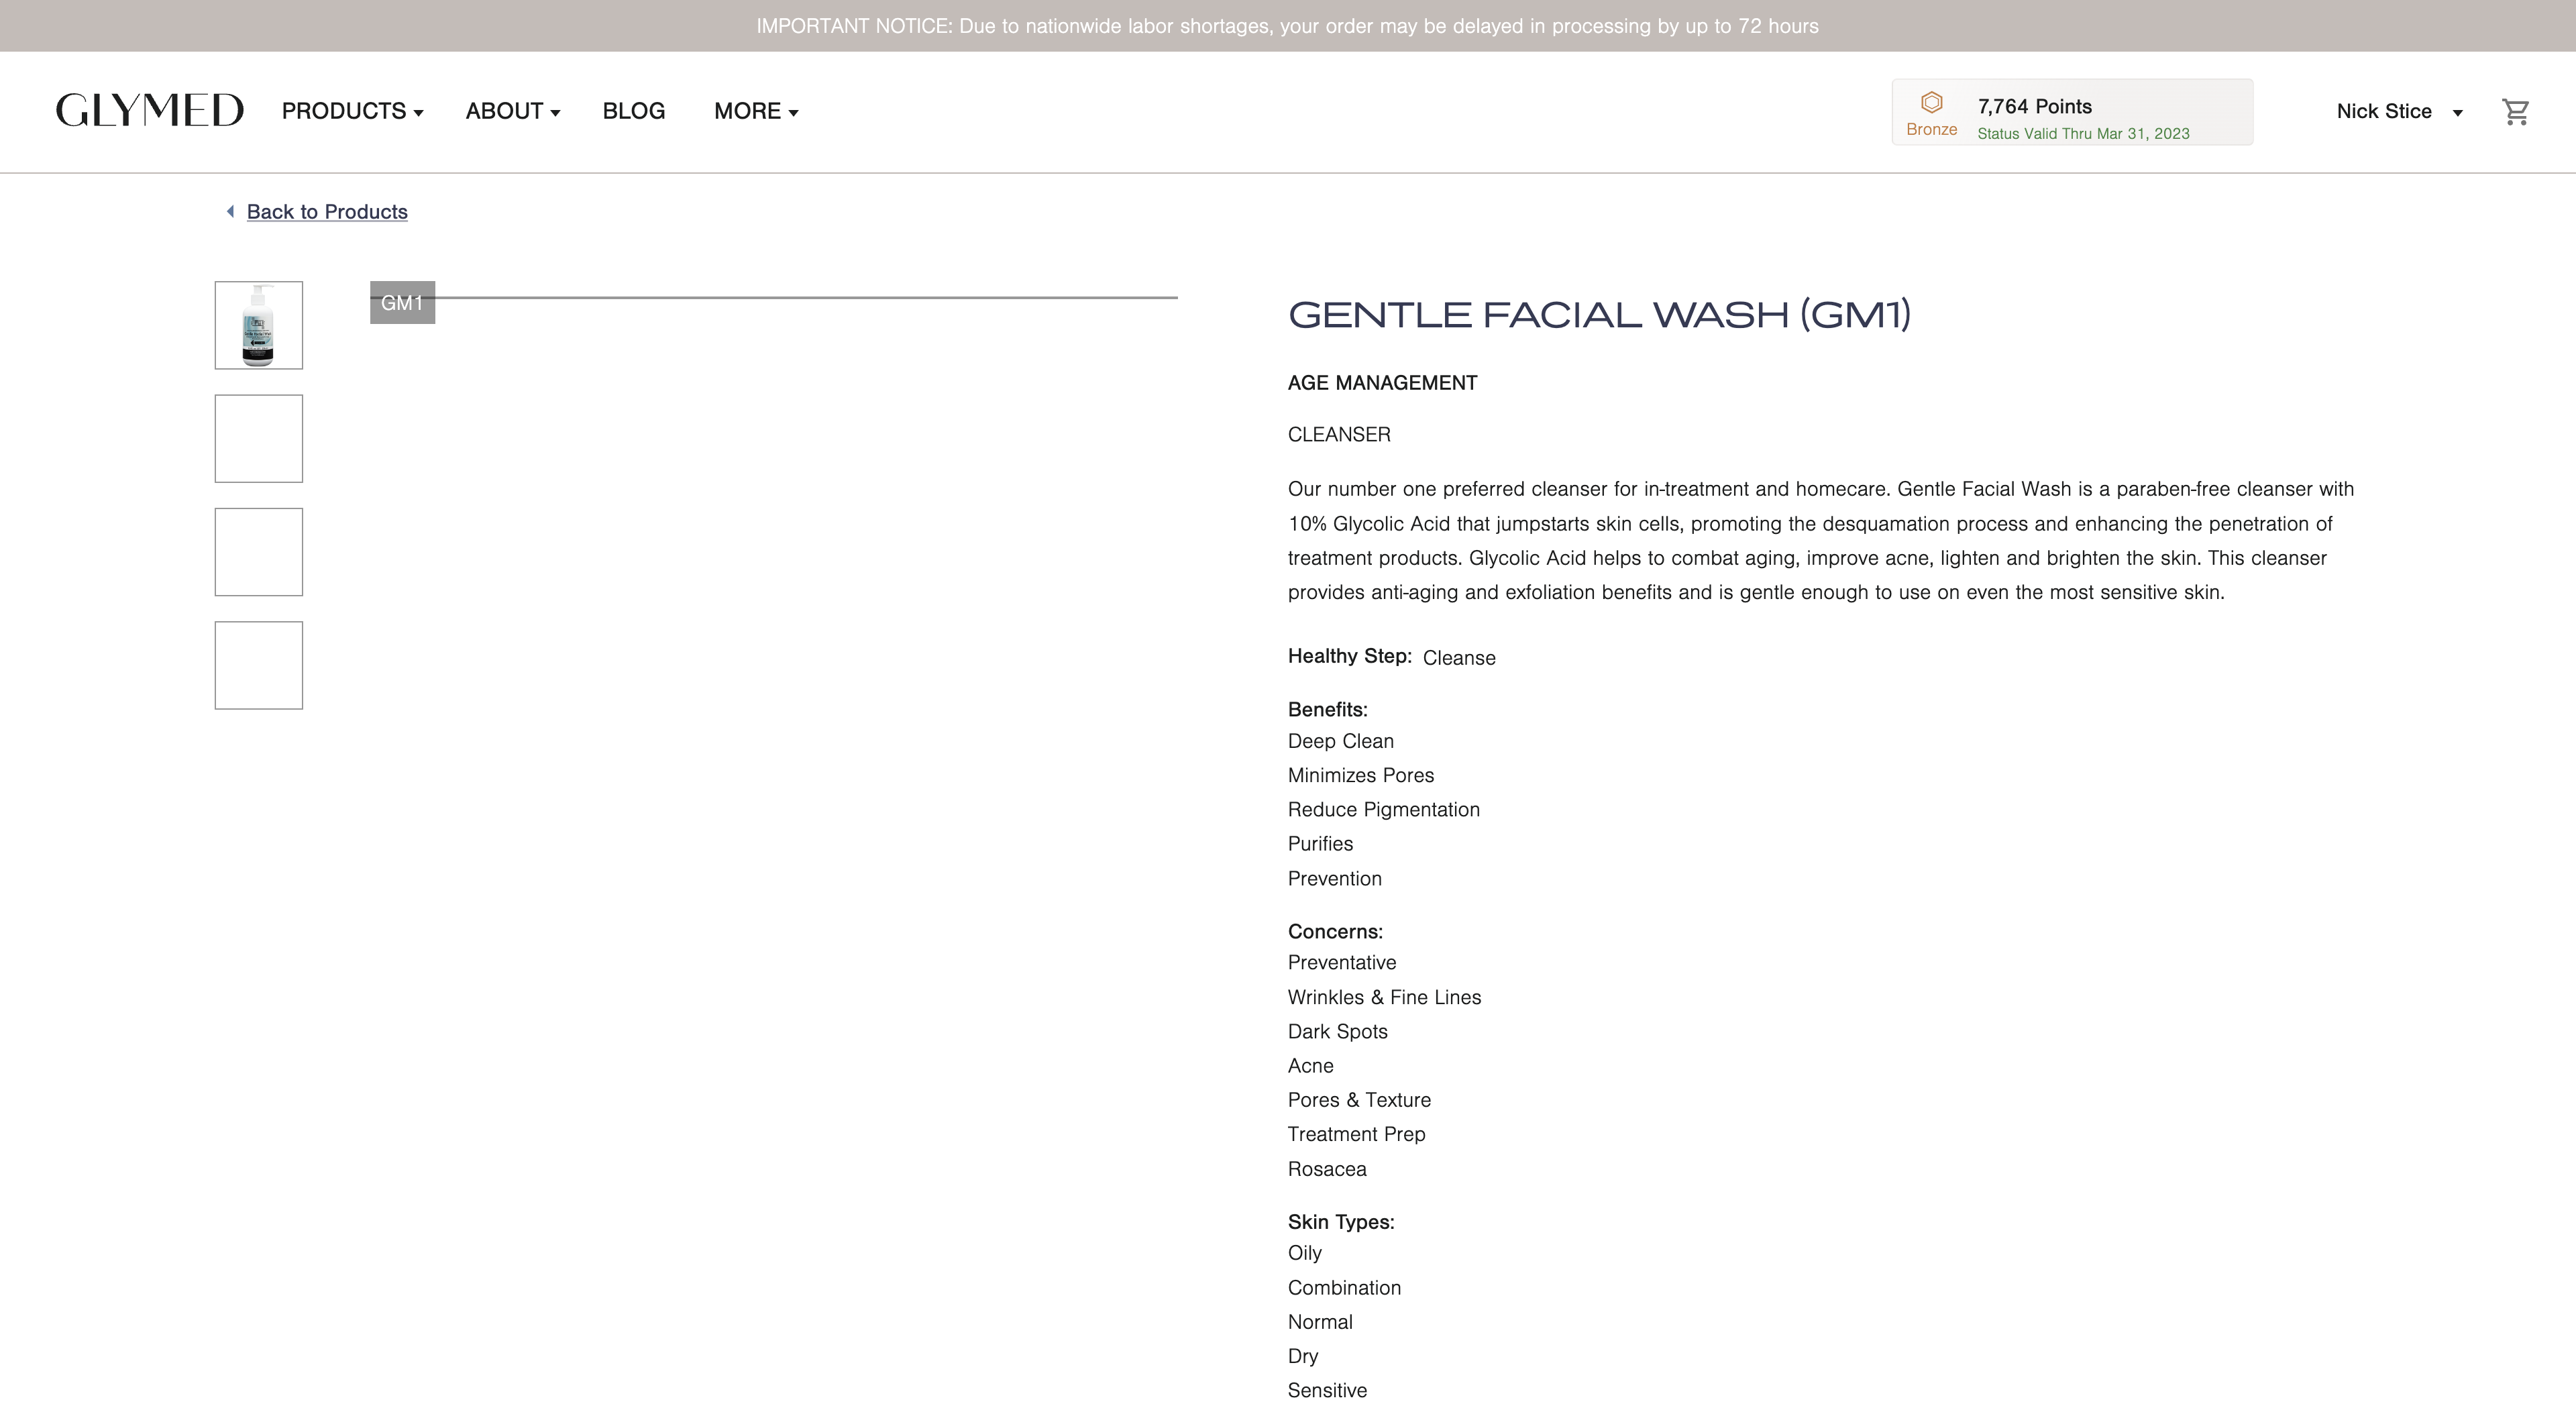 IMPORTANT NOTICE: Due to nationwide labor shortages, your order may be delayed in processing by up to 72 hours
GLYMED
PRODUCTS
ABOUT
BLOG
MORE
Bronze
7,764 Points
Status Valid Thru Mar 31, 2023
Nick Stice
Back to Products
GM1
GENTLE FACIAL WASH (GM1)
AGE MANAGEMENT
CLEANSER
Our number one preferred cleanser for in-treatment and homecare. Gentle Facial Wash is a paraben-free cleanser with
10% Glycolic Acid that jumpstarts skin cells, promoting the desquamation process and enhancing the penetration of
treatment products. Glycolic Acid helps to combat aging, improve acne, lighten and brighten the skin. This cleanser
provides anti-aging and exfoliation benefits and is gentle enough to use on even the most sensitive skin.
Healthy Step: Cleanse
Benefits:
Deep Clean
Minimizes Pores
Reduce Pigmentation
Purifies
Prevention
Concerns:
Preventative
Wrinkles & Fine Lines
Dark Spots
Acne
Pores & Texture
Treatment Prep
Rosacea
Skin Types:
Oily
Combination
Normal
Dry
Sensitive